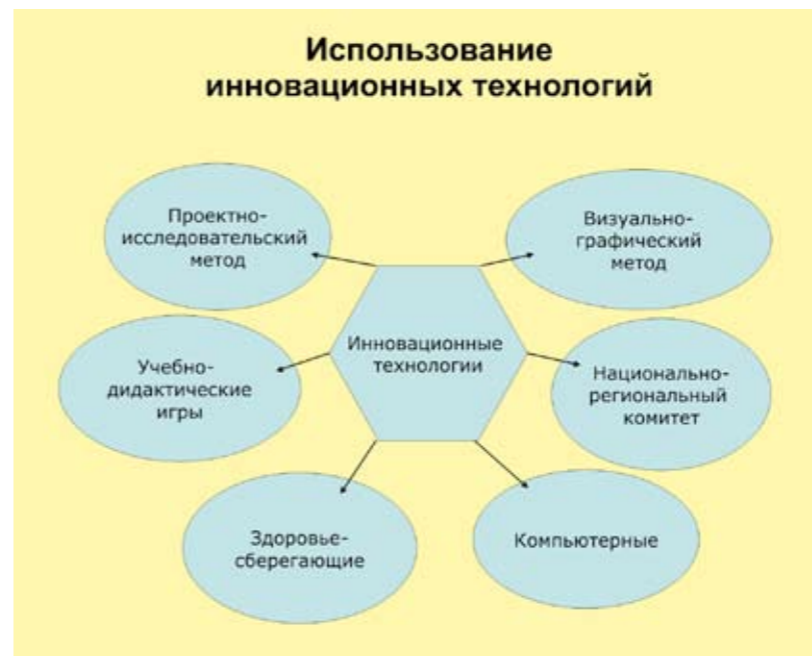 Использование
инновационных технологий
Проектно-
исследовательский
метод
Визуально-
графический
метод
Инновационные
технологии
Учебно-
дидактические
игры
Национально-
региональный
комитет
Здоровье-
сберегающие
Компьютерные